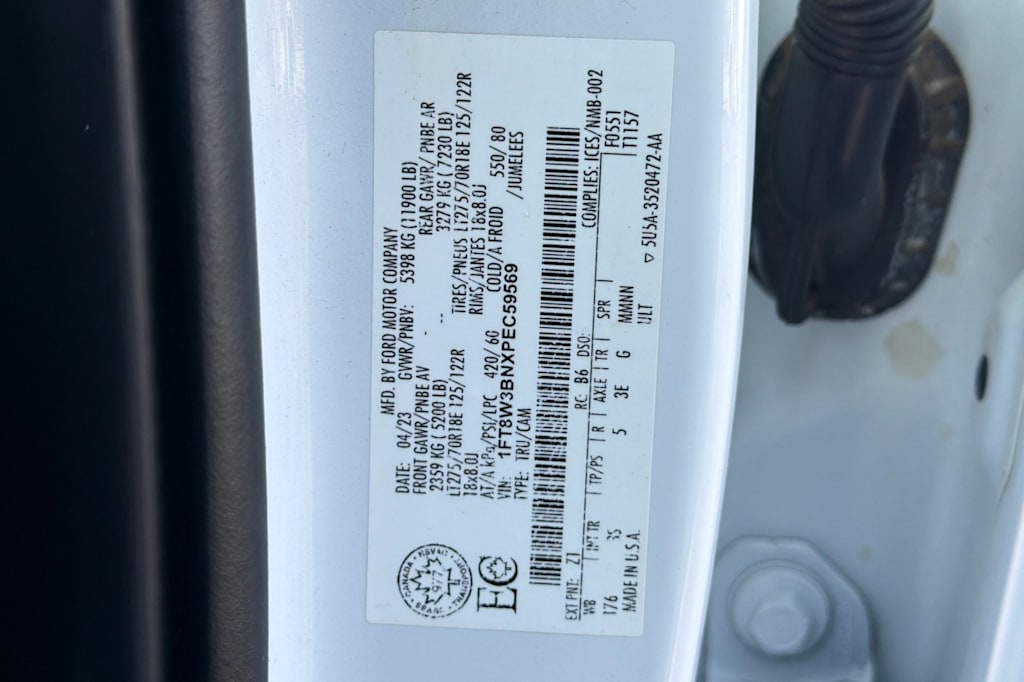 MFD. BY FORD MOTOR COMPANY
DATE: 04/23 GVWR/PNBV: 5398 KG (11900 LB)
FRONT GAWR/PNBE AV - REAR GAWR/ PNBE AR
2359 KG ( 5200 LB) -- 3279 KG ( 7230 LB)
LT275/70R18E 125/122R TIRES/PNEUS LT275/70R18E 125/122R
18x8.0J RIMS/JANTES 18x8.0J
AT/A kPa/PSI/LPC 420/ 60 COLD/A FROID 550/ 80
VIN: 1FT8W3BNXPEC59569 /JUMELEES
TYPE: TRU/CAM
CANADA
977
EC
COMPLIES: ICES/NMB-002
EXT PNT: Z1 RC: B6 DSO: F0551
WB INT TR TP/PS R AXLE TR SPR T1157
176 5 3E G MMNN
MADE IN U.S.A. ULT
▽ 5U5A-3520472-AA